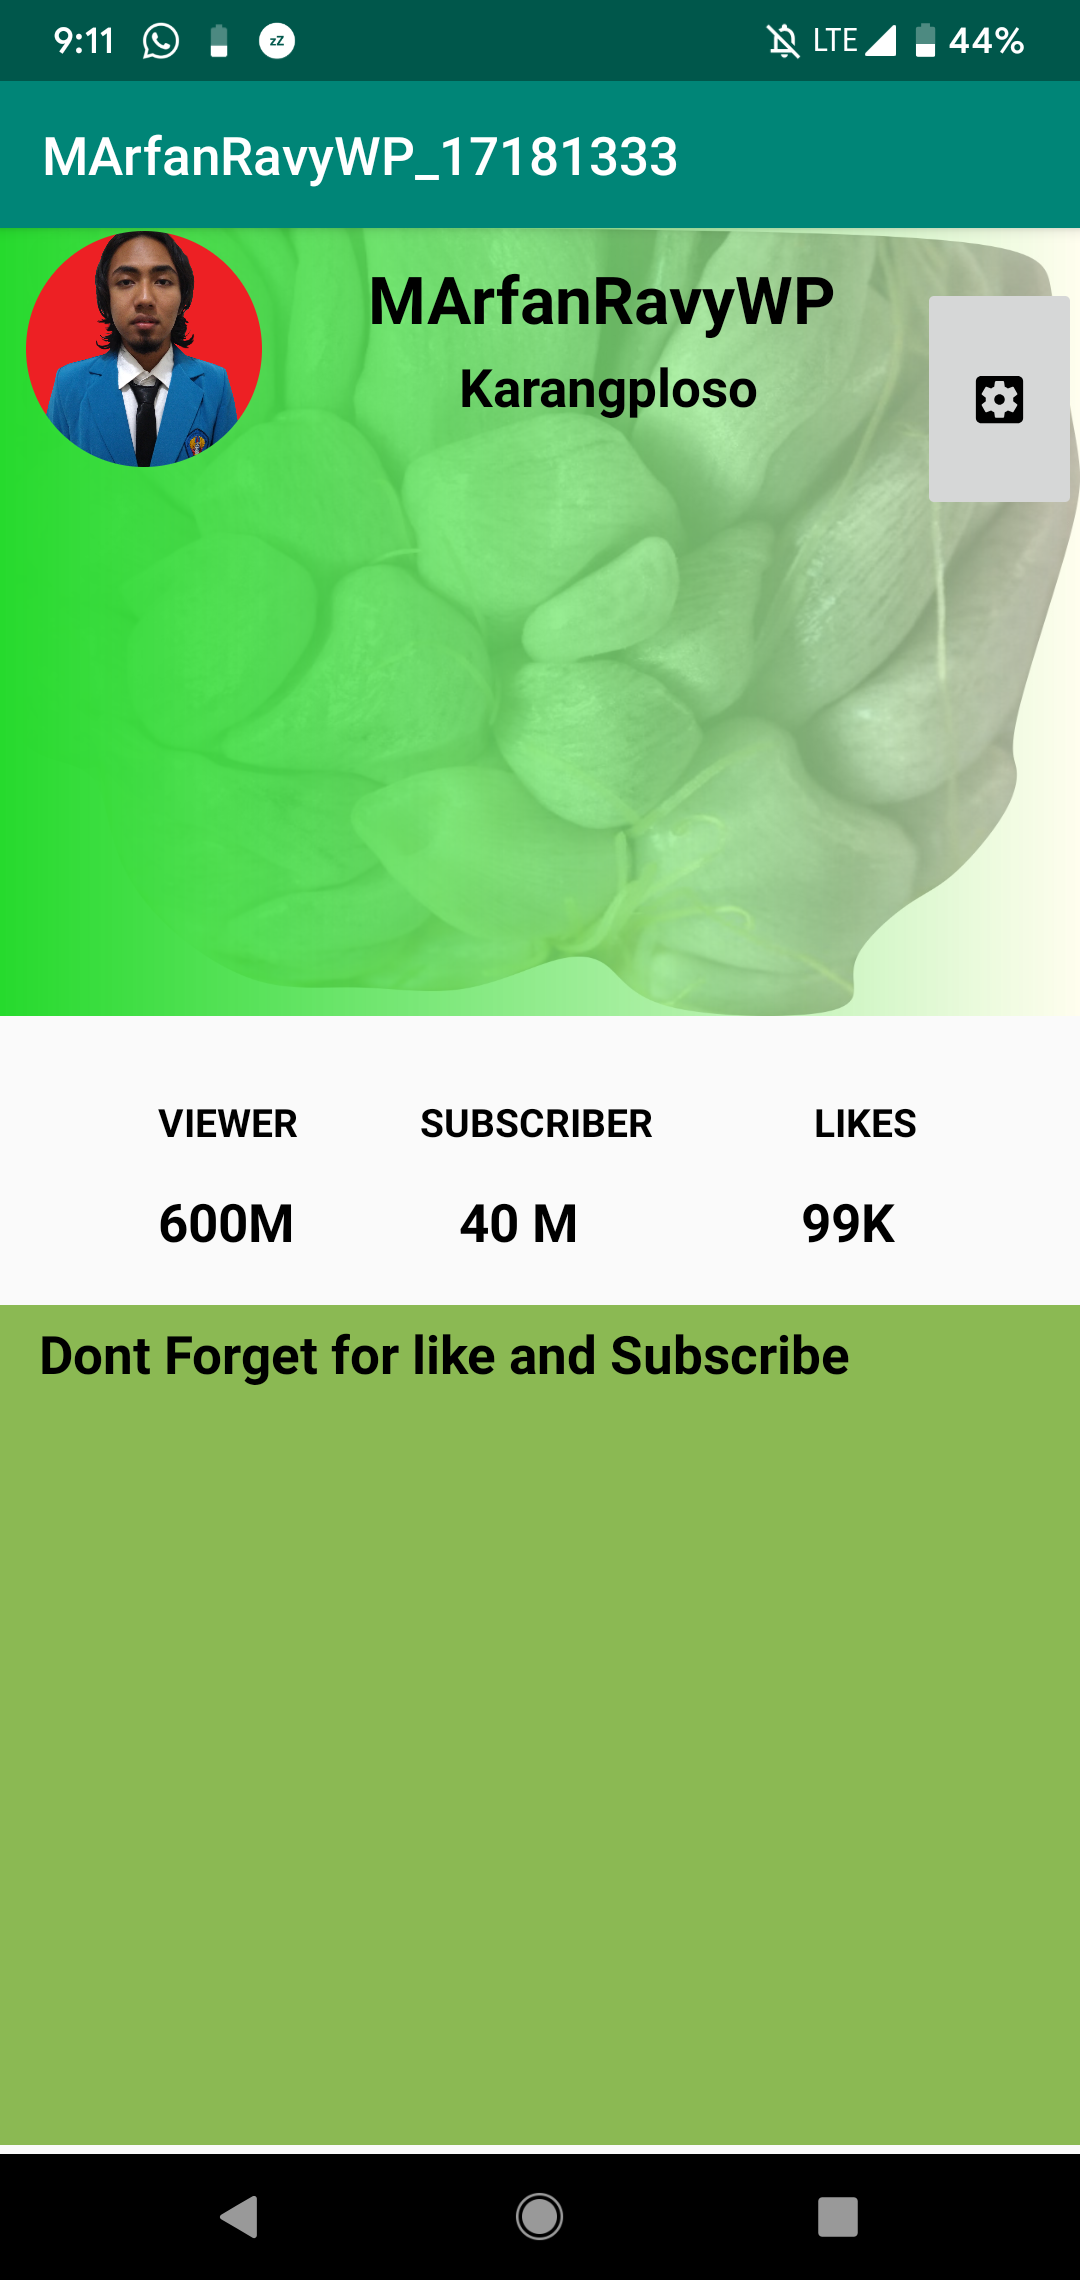 9:11 zZ LTE 44%
MArfanRavyWP_17181333
MArfanRavyWP
Karangploso
VIEWER SUBSCRIBER LIKES
600M 40 M 99K
Dont Forget for like and Subscribe